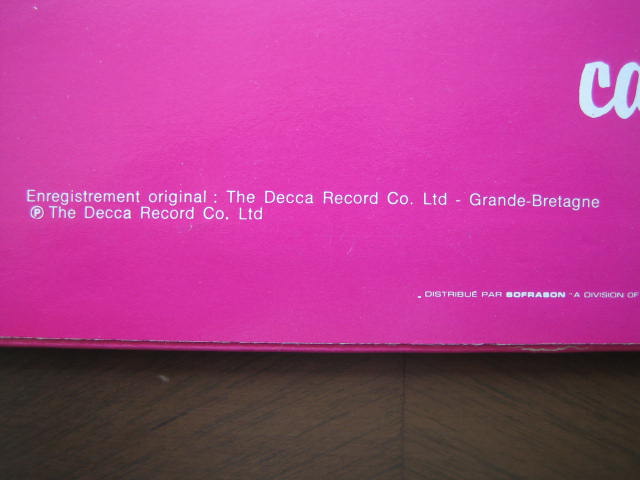 ca
Enregistrement original : The Decca Record Co. Ltd - Grande-Bretagne
℗ The Decca Record Co. Ltd
. DISTRIBUÉ PAR SOFRASON "A DIVISION OF